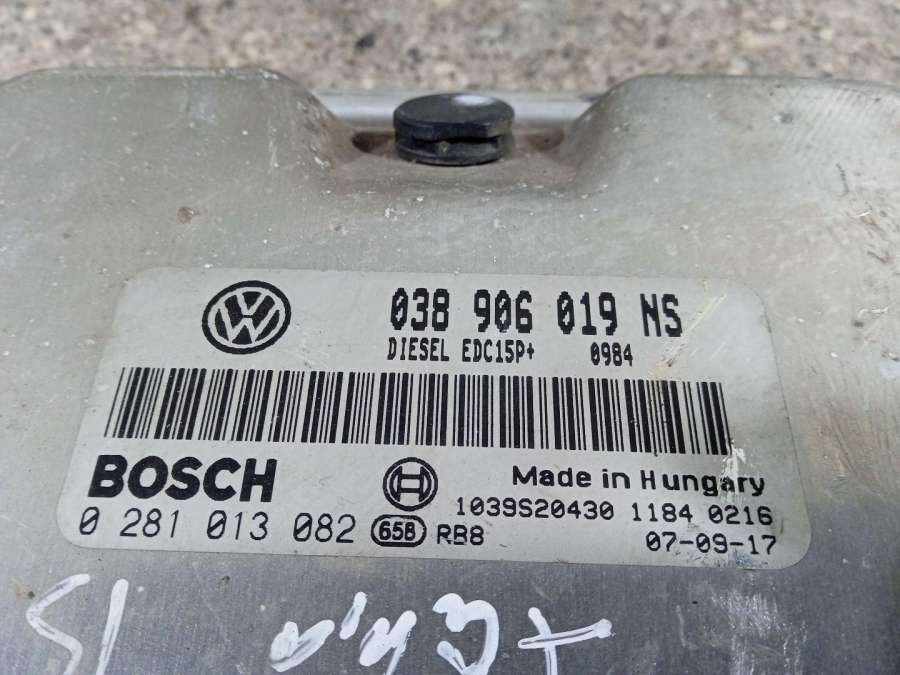 038 906 019 NS
DIESEL EDC15P+ 0984
BOSCH
Made in Hungary
1039S20430 1184 0216
0 281 013 082 658 RB8
07-09-17